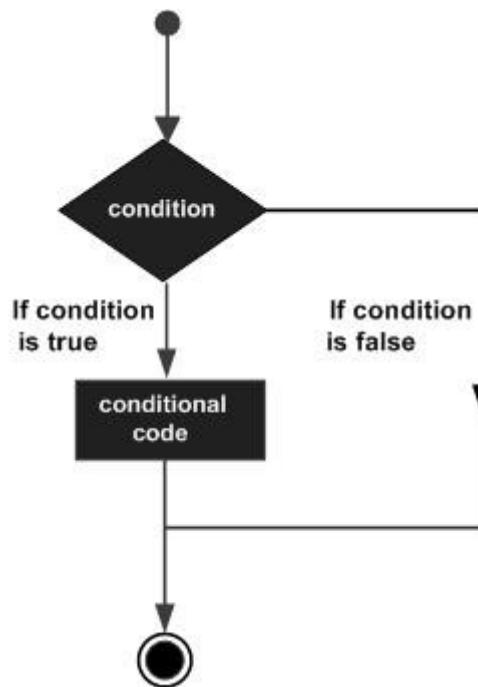 condition
If condition
is true
If condition
is false
conditional
code